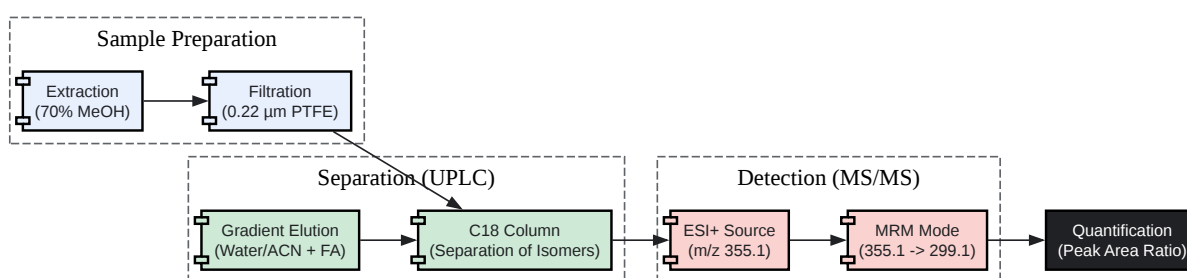 Sample Preparation
Extraction
(70% MeOH)
Filtration
(0.22 µm PTFE)
Separation (UPLC)
Gradient Elution
(Water/ACN + FA)
C18 Column
(Separation of Isomers)
Detection (MS/MS)
ESI+ Source
(m/z 355.1)
MRM Mode
(355.1 -> 299.1)
Quantification
(Peak Area Ratio)